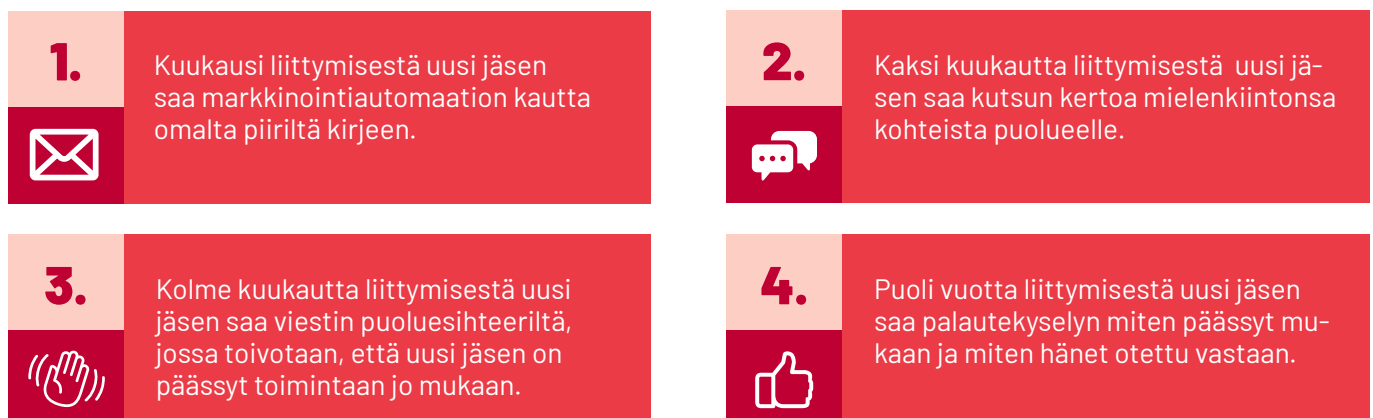 1.
Kuukausi liittymisestä uusi jäsen
saa markkinointiautomaation kautta
omalta piiriltä kirjeen.
2.
Kaksi kuukautta liittymisestä  uusi jä-
sen saa kutsun kertoa mielenkiintonsa
kohteista puolueelle.
3.
Kolme kuukautta liittymisestä uusi
jäsen saa viestin puoluesihteeriltä,
jossa toivotaan, että uusi jäsen on
päässyt toimintaan jo mukaan.
4.
Puoli vuotta liittymisestä uusi jäsen
saa palautekyselyn miten päässyt mu-
kaan ja miten hänet otettu vastaan.